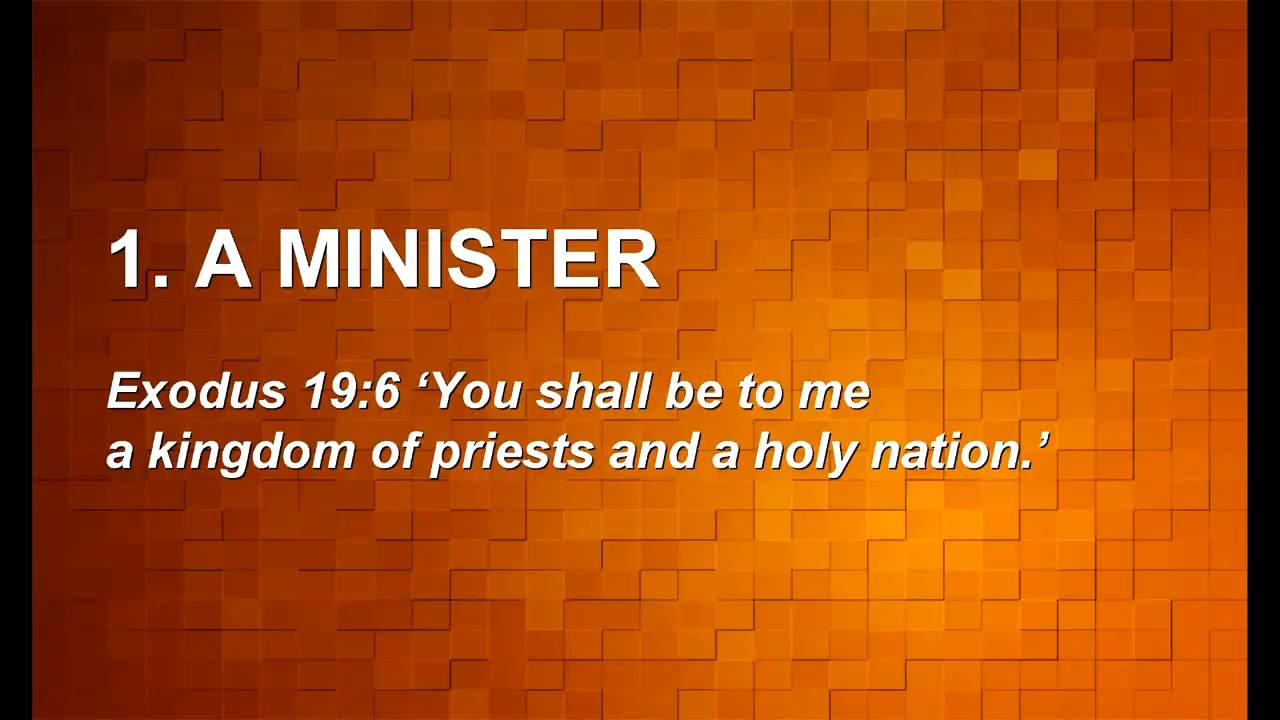 1. A MINISTER
Exodus 19:6 ‘You shall be to me
a kingdom of priests and a holy nation.’